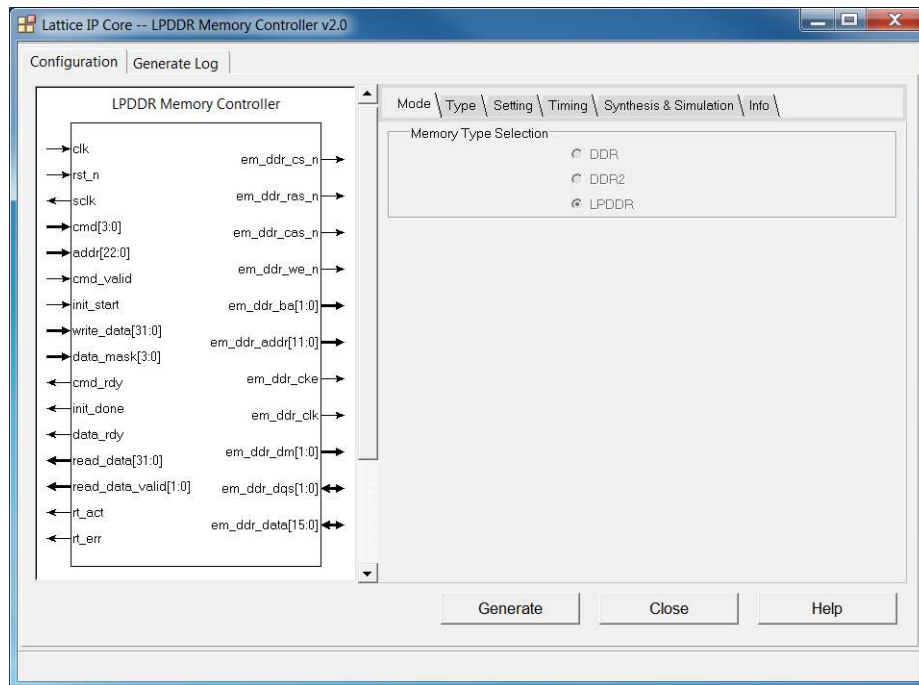 Lattice IP Core -- LPDDR Memory Controller v2.0
Configuration
Generate Log
LPDDR Memory Controller
clk
rst_n
sclk
cmd[3:0]
addr[22:0]
cmd_valid
init_start
write_data[31:0]
data_mask[3:0]
cmd_rdy
init_done
data_rdy
read_data[31:0]
read_data_valid[1:0]
rt_act
rt_err
em_ddr_cs_n
em_ddr_ras_n
em_ddr_cas_n
em_ddr_we_n
em_ddr_ba[1:0]
em_ddr_addr[11:0]
em_ddr_cke
em_ddr_clk
em_ddr_dm[1:0]
em_ddr_dqs[1:0]
em_ddr_data[15:0]
Mode \ Type \ Setting \ Timing \ Synthesis & Simulation \ Info \
Memory Type Selection
DDR
DDR2
LPDDR
Generate
Close
Help